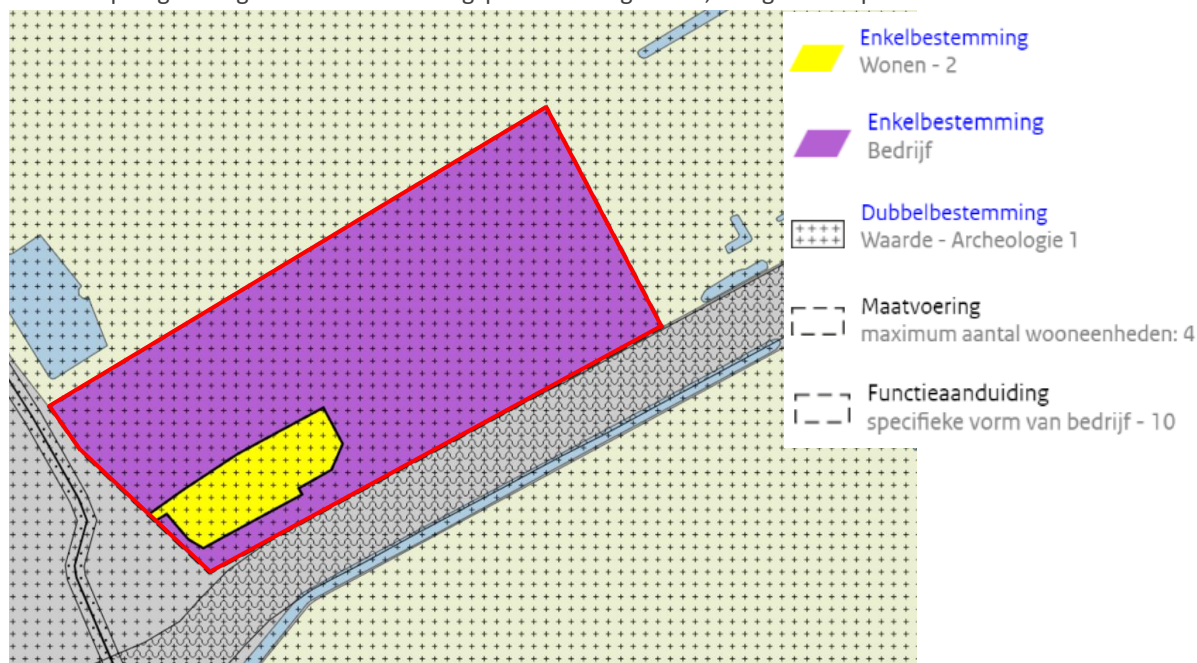 Enkelbestemming
Wonen - 2
Enkelbestemming
Bedrijf
Dubbelbestemming
Waarde - Archeologie 1
Maatvoering
maximum aantal wooneenheden: 4
Functieaanduiding
specifieke vorm van bedrijf - 10